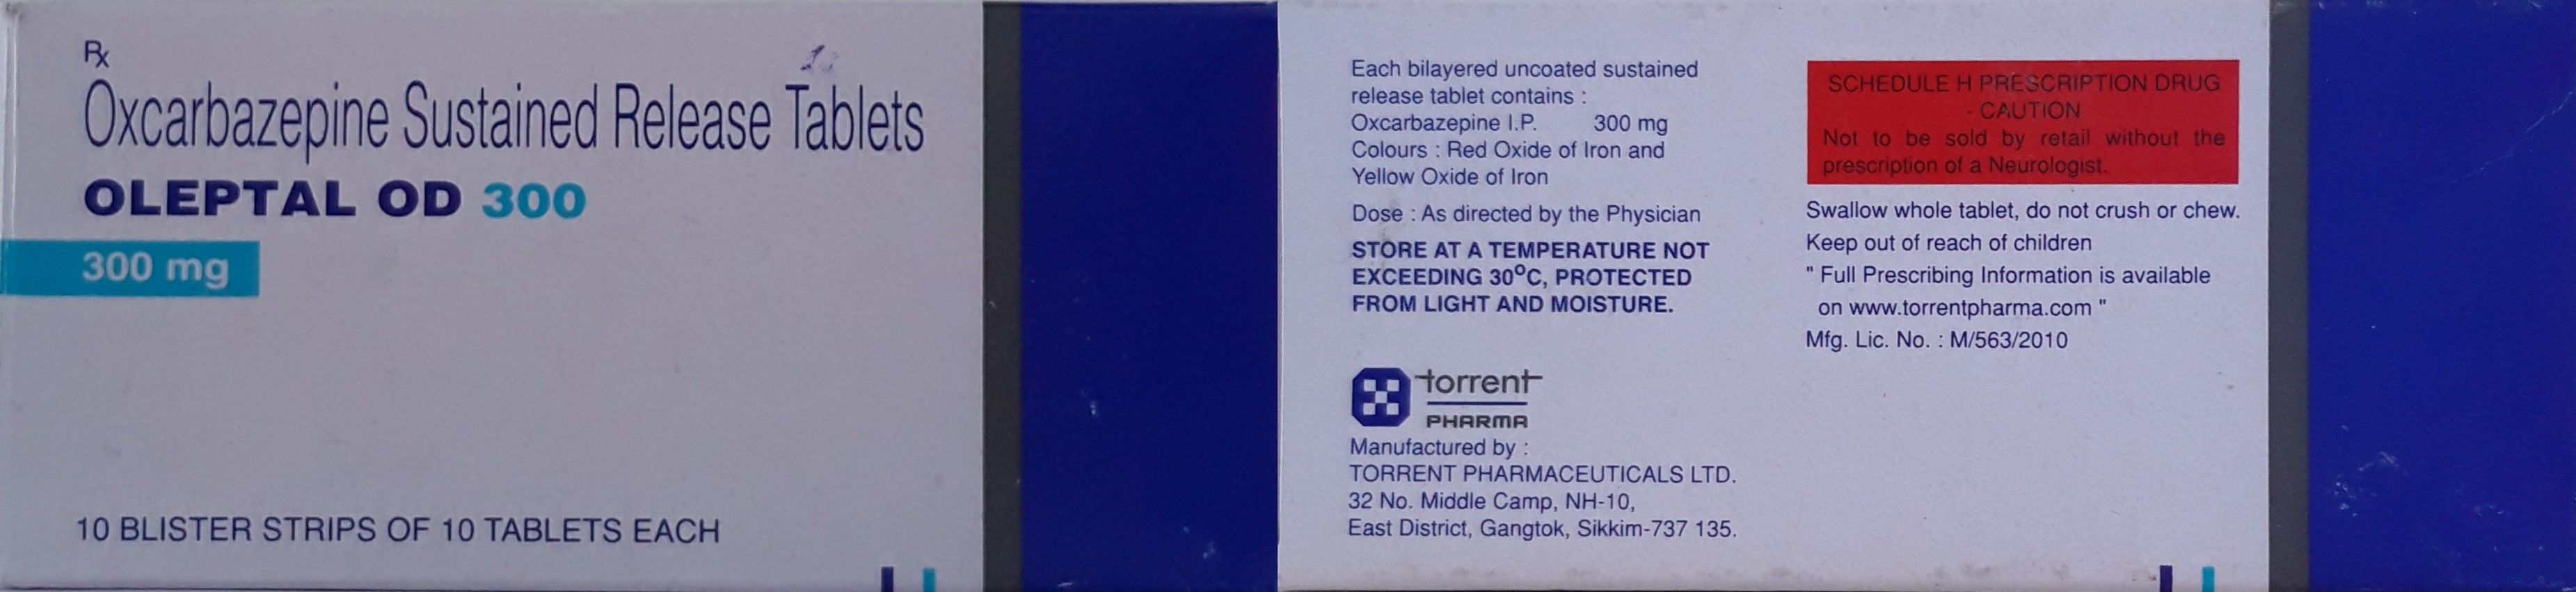 Rx
Oxcarbazepine Sustained Release Tablets
OLEPTAL OD 300
300 mg
10 BLISTER STRIPS OF 10 TABLETS EACH
Each bilayered uncoated sustained
release tablet contains :
Oxcarbazepine I.P. 300 mg
Colours : Red Oxide of Iron and
Yellow Oxide of Iron
Dose : As directed by the Physician
STORE AT A TEMPERATURE NOT
EXCEEDING 30°C, PROTECTED
FROM LIGHT AND MOISTURE.
torrent
PHARMA
Manufactured by :
TORRENT PHARMACEUTICALS LTD.
32 No. Middle Camp, NH-10,
East District, Gangtok, Sikkim-737 135.
SCHEDULE H PRESCRIPTION DRUG
- CAUTION
Not to be sold by retail without the
prescription of a Neurologist.
Swallow whole tablet, do not crush or chew.
Keep out of reach of children
" Full Prescribing Information is available
on www.torrentpharma.com "
Mfg. Lic. No. : M/563/2010